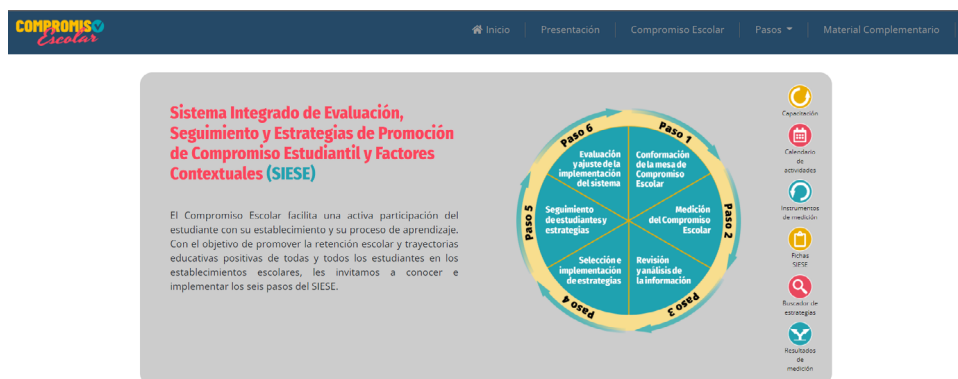 COMPROMISO
Escolar
Inicio
Presentación
Compromiso Escolar
Pasos
Material Complementario
Sistema Integrado de Evaluación,
Seguimiento y Estrategias de Promoción
de Compromiso Estudiantil y Factores
Contextuales (SIESE)
El Compromiso Escolar facilita una activa participación del
estudiante con su establecimiento y su proceso de aprendizaje.
Con el objetivo de promover la retención escolar y trayectorias
educativas positivas de todas y todos los estudiantes en los
establecimientos escolares, les invitamos a conocer e
implementar los seis pasos del SIESE.
Paso 1
Conformación
de la mesa de
Compromiso
Escolar
Paso 2
Medición
del Compromiso
Escolar
Paso 3
Revisión
y análisis de
la información
Paso 4
Selección e
implementación
de estrategias
Paso 5
Seguimiento
de estudiantes y
estrategias
Paso 6
Evaluación
y ajuste de la
implementación
del sistema
Capacitación
Calendario
de
actividades
Instrumentos
de medición
Fichas
SIESE
Buscador de
estrategias
Resultados
de
medición